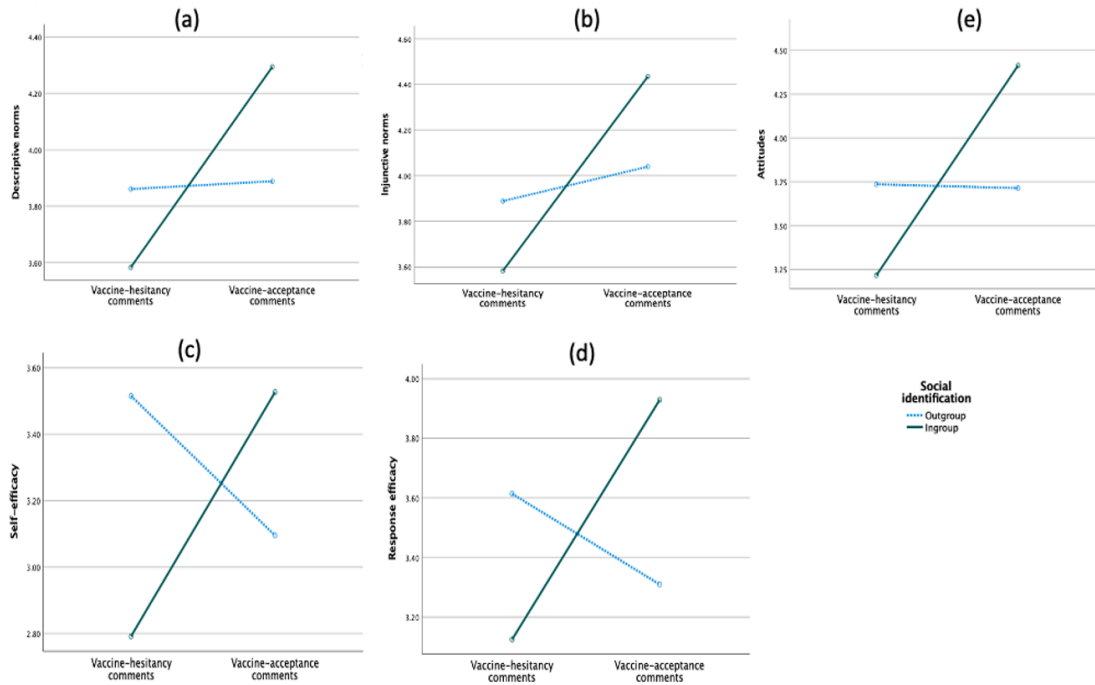 (a)
Descriptive norms
4.40
4.20
4.00
3.80
3.60
Vaccine-hesitancy
comments
Vaccine-acceptance
comments
(b)
Injunctive norms
4.60
4.40
4.20
4.00
3.80
3.60
Vaccine-hesitancy
comments
Vaccine-acceptance
comments
(e)
Attitudes
4.50
4.25
4.00
3.75
3.50
3.25
Vaccine-hesitancy
comments
Vaccine-acceptance
comments
(c)
Self-efficacy
3.60
3.40
3.20
3.00
2.80
Vaccine-hesitancy
comments
Vaccine-acceptance
comments
(d)
Response efficacy
4.00
3.80
3.60
3.40
3.20
Vaccine-hesitancy
comments
Vaccine-acceptance
comments
Social
identification
Outgroup
Ingroup